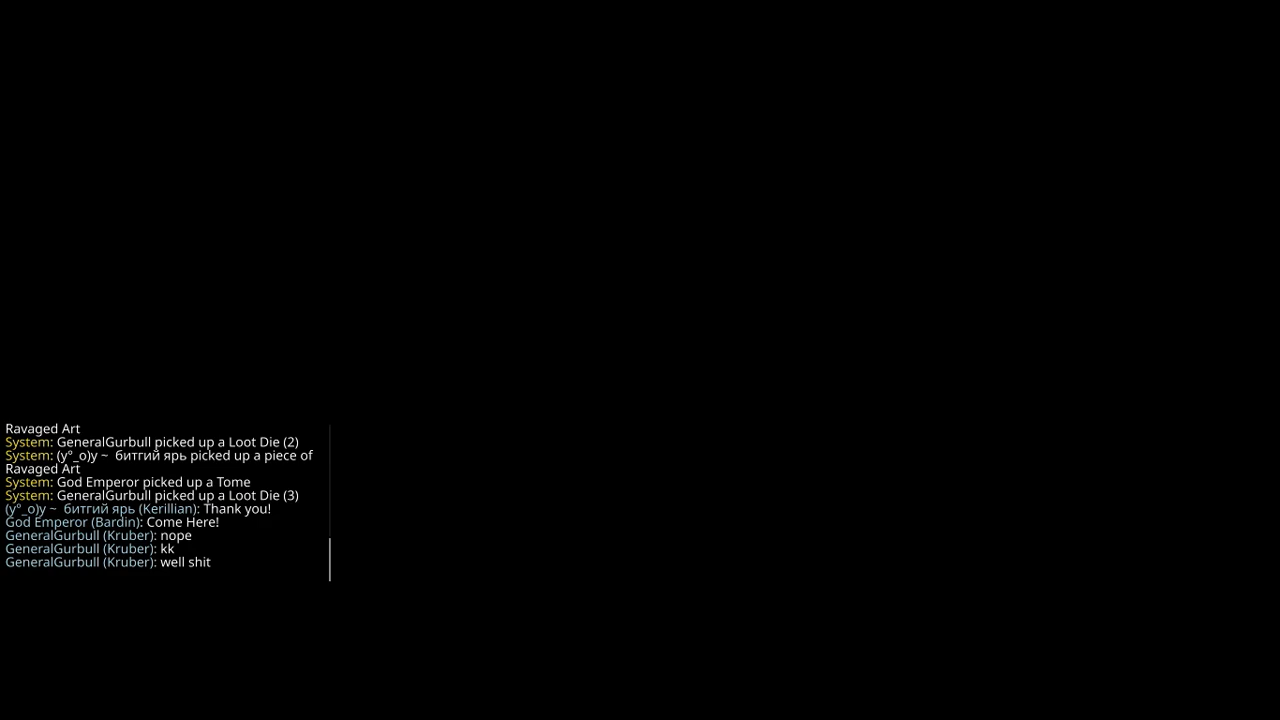 Ravaged Art
System: GeneralGurbull picked up a Loot Die (2)
System: (y°_o)y ~  битгий ярь picked up a piece of
Ravaged Art
System: God Emperor picked up a Tome
System: GeneralGurbull picked up a Loot Die (3)
(y°_o)y ~  битгий ярь (Kerillian): Thank you!
God Emperor (Bardin): Come Here!
GeneralGurbull (Kruber): nope
GeneralGurbull (Kruber): kk
GeneralGurbull (Kruber): well shit